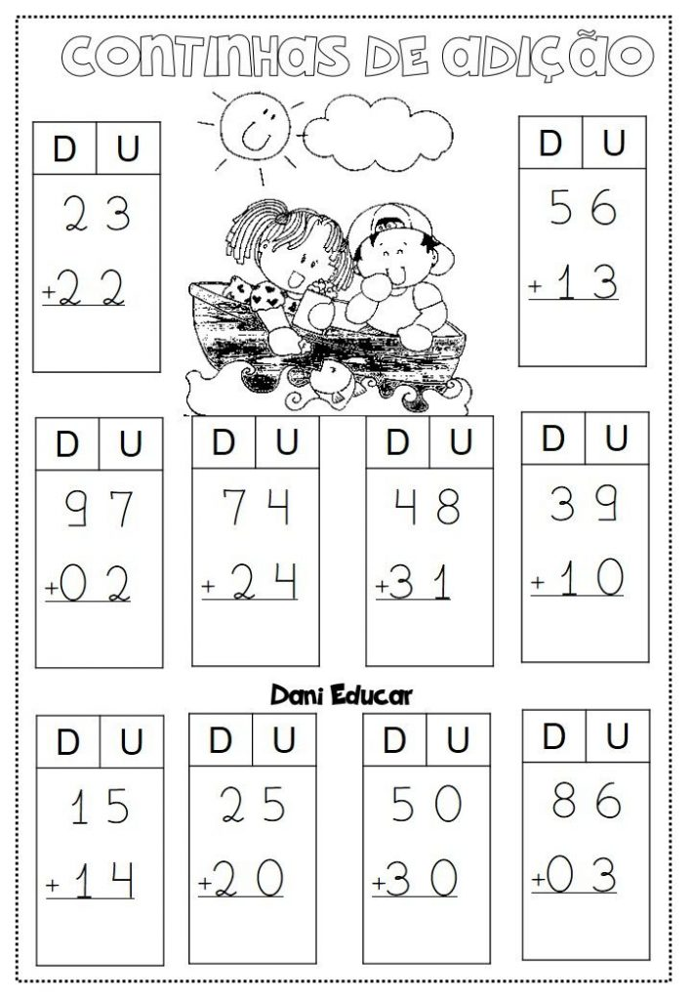 CONTINHAS DE ADIÇÃO
D U
2 3
+2 2
D U
5 6
+ 1 3
D U
9 7
+0 2
D U
7 4
+ 2 4
D U
4 8
+3 1
D U
3 9
+ 1 0
Dani Educar
D U
1 5
+ 1 4
D U
2 5
+2 0
D U
5 0
+3 0
D U
8 6
+0 3